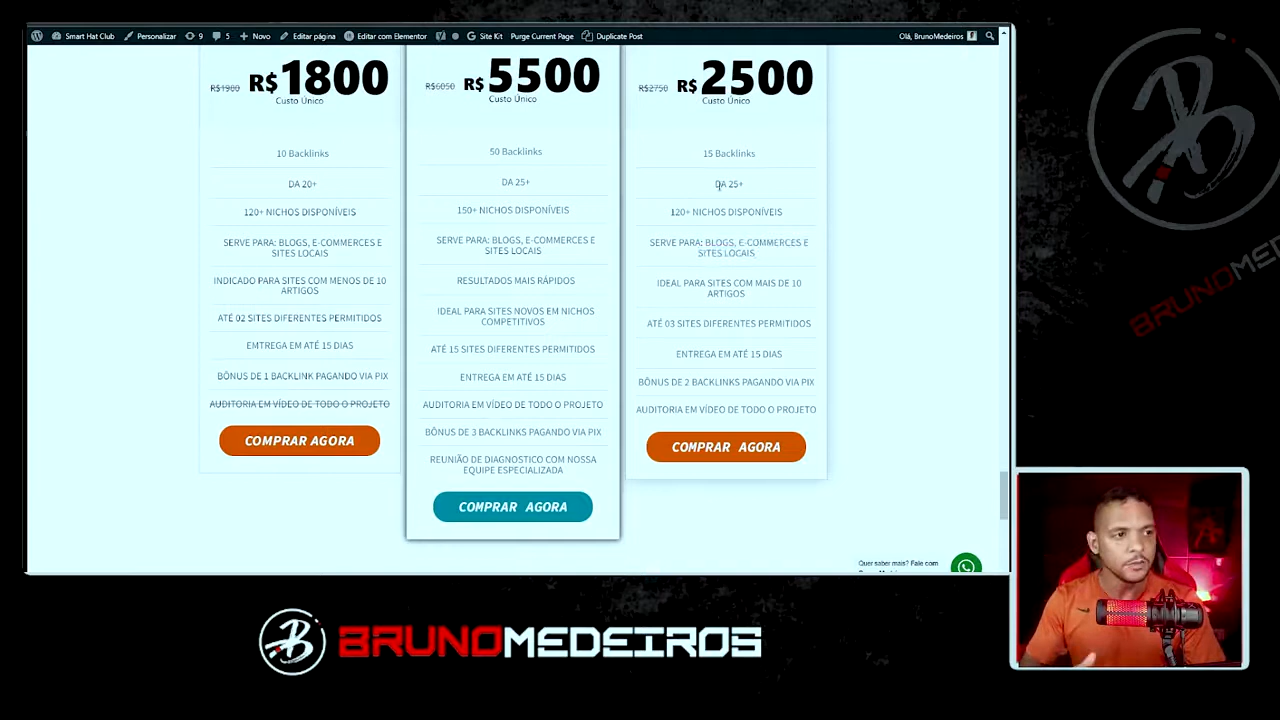 Smart Hat Club
Personalizar
9
5
Novo
Editar página
Editar com Elementor
Site Kit
Purge Current Page
Duplicate Post
Olá, BrunoMedeiros
R$1980 R$1800
Custo Único
10 Backlinks
DA 20+
120+ NICHOS DISPONÍVEIS
SERVE PARA: BLOGS, E-COMMERCES E
SITES LOCAIS
INDICADO PARA SITES COM MENOS DE 10
ARTIGOS
ATÉ 02 SITES DIFERENTES PERMITIDOS
EMTREGA EM ATÉ 15 DIAS
BÔNUS DE 1 BACKLINK PAGANDO VIA PIX
AUDITORIA EM VÍDEO DE TODO O PROJETO
COMPRAR AGORA
R$6050 R$5500
Custo Único
50 Backlinks
DA 25+
150+ NICHOS DISPONÍVEIS
SERVE PARA: BLOGS, E-COMMERCES E
SITES LOCAIS
RESULTADOS MAIS RÁPIDOS
IDEAL PARA SITES NOVOS EM NICHOS
COMPETITIVOS
ATÉ 15 SITES DIFERENTES PERMITIDOS
ENTREGA EM ATÉ 15 DIAS
AUDITORIA EM VÍDEO DE TODO O PROJETO
BÔNUS DE 3 BACKLINKS PAGANDO VIA PIX
REUNIÃO DE DIAGNOSTICO COM NOSSA
EQUIPE ESPECIALIZADA
COMPRAR AGORA
R$2750 R$2500
Custo Único
15 Backlinks
DA 25+
120+ NICHOS DISPONÍVEIS
SERVE PARA: BLOGS, E-COMMERCES E
SITES LOCAIS
IDEAL PARA SITES COM MAIS DE 10
ARTIGOS
ATÉ 03 SITES DIFERENTES PERMITIDOS
ENTREGA EM ATÉ 15 DIAS
BÔNUS DE 2 BACKLINKS PAGANDO VIA PIX
AUDITORIA EM VÍDEO DE TODO O PROJETO
COMPRAR AGORA
Quer saber mais? Fale com
BRUNOMEDEIROS
BRUNOME